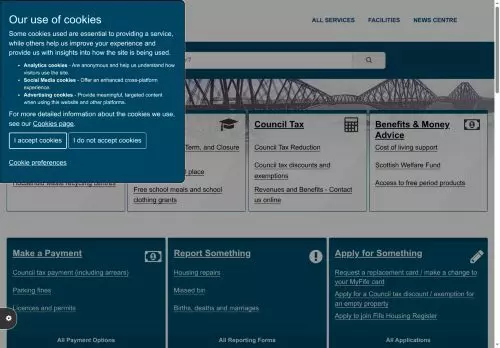 Our use of cookies
Some cookies used are essential to providing a service,
while others help us improve your experience and
provide us with insights into how the site is being used.
Analytics cookies - Are anonymous and help us understand how
visitors use the site.
Social Media cookies - Offer an enhanced cross-platform
experience.
Advertising cookies - Provide meaningful, targeted content
when using this website and other platforms.
For more detailed information about the cookies we use,
see our Cookies page.
I accept cookies
I do not accept cookies
Cookie preferences
ALL SERVICES
FACILITIES
NEWS CENTRE
Term, and Closure
place
Household waste recycling centres
Free school meals and school
clothing grants
Council Tax
Council Tax Reduction
Council tax discounts and
exemptions
Revenues and Benefits - Contact
us online
Benefits & Money
Advice
Cost of living support
Scottish Welfare Fund
Access to free period products
Make a Payment
Council tax payment (including arrears)
Parking fines
Licences and permits
All Payment Options
Report Something
Housing repairs
Missed bin
Births, deaths and marriages
All Reporting Forms
Apply for Something
Request a replacement card / make a change to
your MyFife card
Apply for a Council tax discount / exemption for
an empty property
Apply to join Fife Housing Register
All Applications